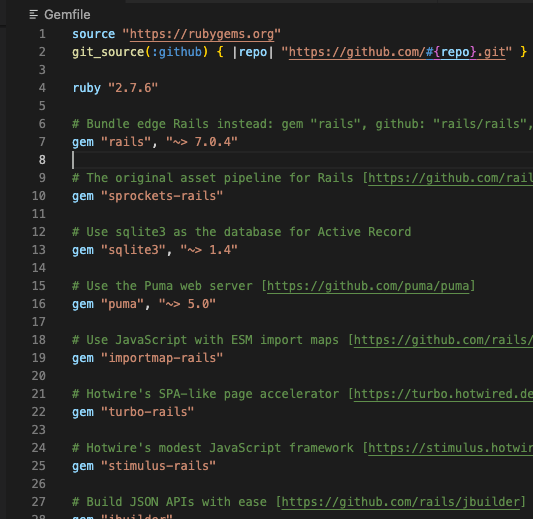 Gemfile
1 source "https://rubygems.org"
2 git_source(:github) { |repo| "https://github.com/#{repo}.git" }
3
4 ruby "2.7.6"
5
6 # Bundle edge Rails instead: gem "rails", github: "rails/rails",
7 gem "rails", "~> 7.0.4"
8
9 # The original asset pipeline for Rails [https://github.com/rail
10 gem "sprockets-rails"
11
12 # Use sqlite3 as the database for Active Record
13 gem "sqlite3", "~> 1.4"
14
15 # Use the Puma web server [https://github.com/puma/puma]
16 gem "puma", "~> 5.0"
17
18 # Use JavaScript with ESM import maps [https://github.com/rails/
19 gem "importmap-rails"
20
21 # Hotwire's SPA-like page accelerator [https://turbo.hotwired.de
22 gem "turbo-rails"
23
24 # Hotwire's modest JavaScript framework [https://stimulus.hotwir
25 gem "stimulus-rails"
26
27 # Build JSON APIs with ease [https://github.com/rails/jbuilder]
28 gem "jbuilder"